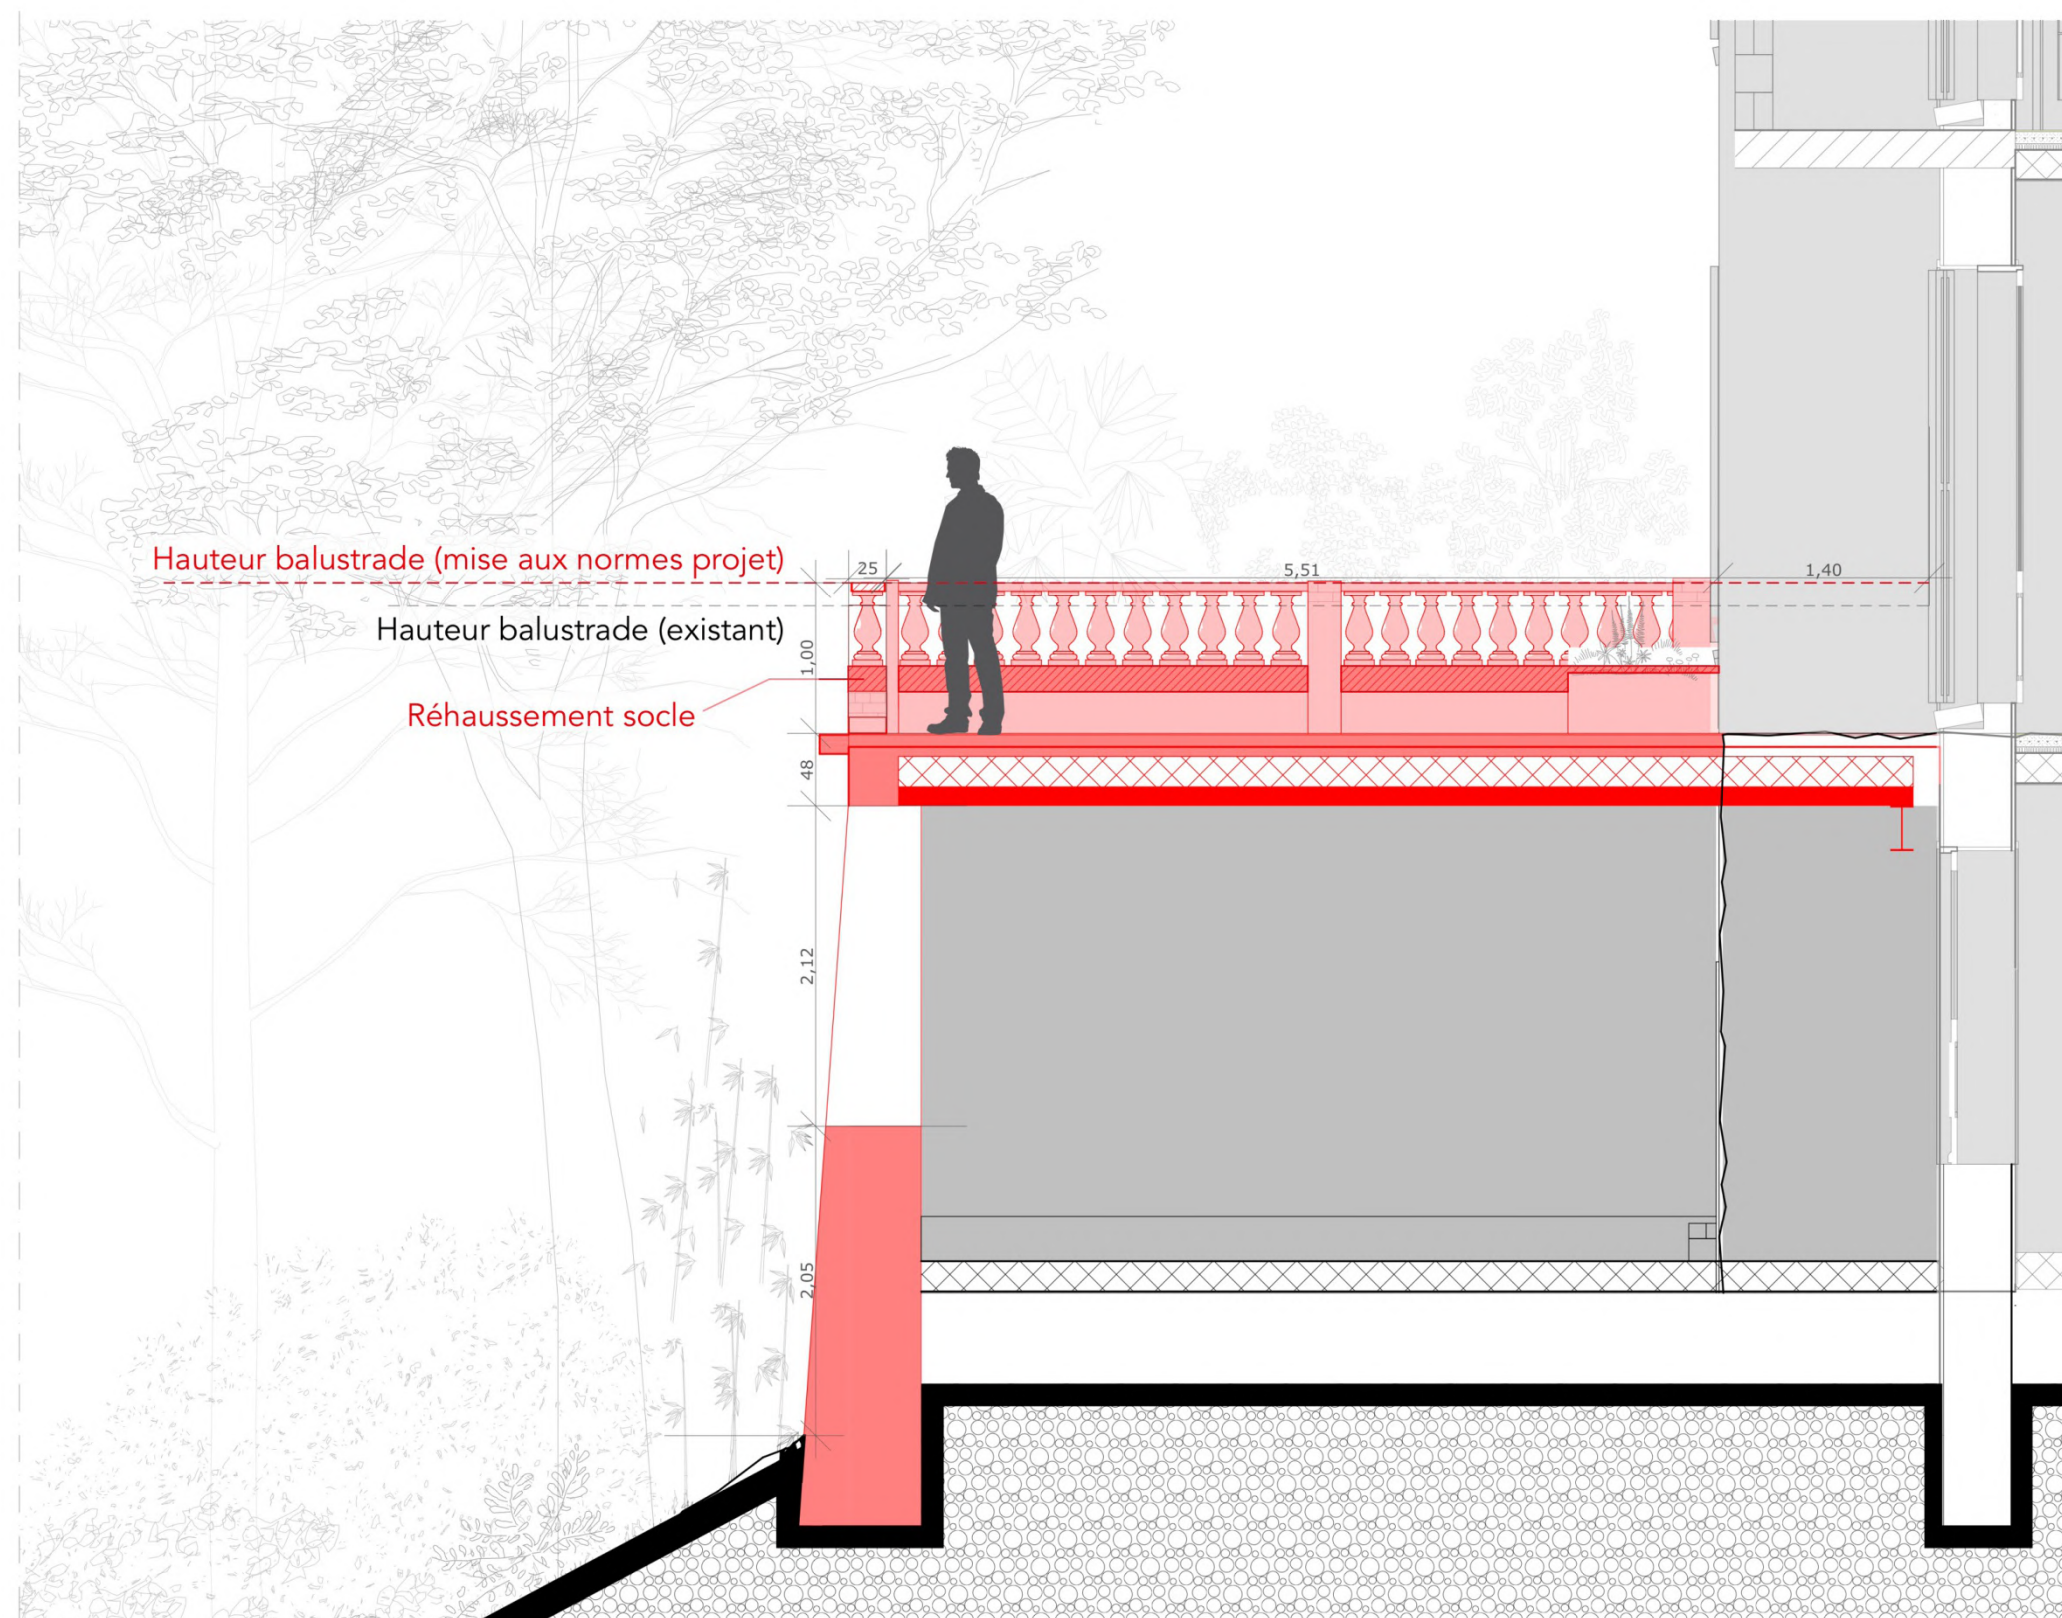 Hauteur balustrade (mise aux normes projet)
25
5,51
1,40
Hauteur balustrade (existant)
1,00
Réhaussement socle
48
2,12
2,05